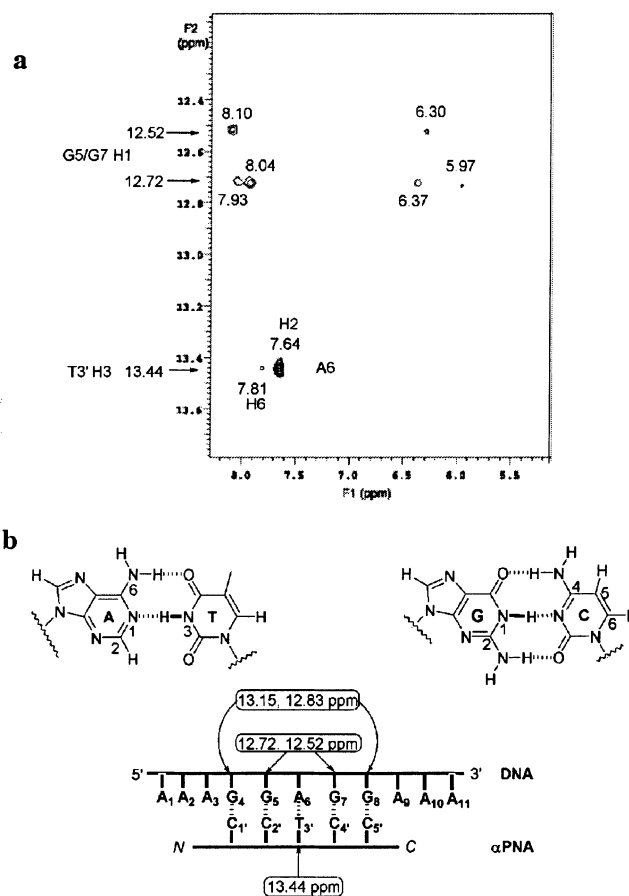 a
F2
(ppm)
12.4
12.6
12.8
13.0
13.2
13.4
13.6
12.52
G5/G7 H1
12.72
T3' H3 13.44
8.10
6.30
8.04
5.97
7.93
6.37
H2
7.64
A6
7.81
H6
8.0 7.5 7.0 6.5 6.0 5.5
F1 (ppm)
b
H
H N H O
6
N
H
N A N 1 H N T H
3
N
2
H
O
N
O H N H
4
H
5
N
H
G N H N C
1
6
N
2
N
H
N H O
N
H
13.15, 12.83 ppm
12.72, 12.52 ppm
5' 3' DNA
A1 A2 A3 G4 G5 A6 G7 G8 A9 A10 A11
C1' C2' T3' C4' C5'
N C αPNA
13.44 ppm